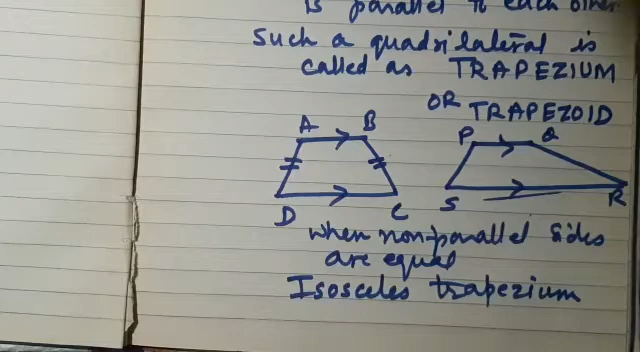 is parallel to each other
Such a quadrilateral is
called as TRAPEZIUM
OR TRAPEZOID
A B
P Q
D C
S R
When non-parallel sides
are equal
Isosceles trapezium